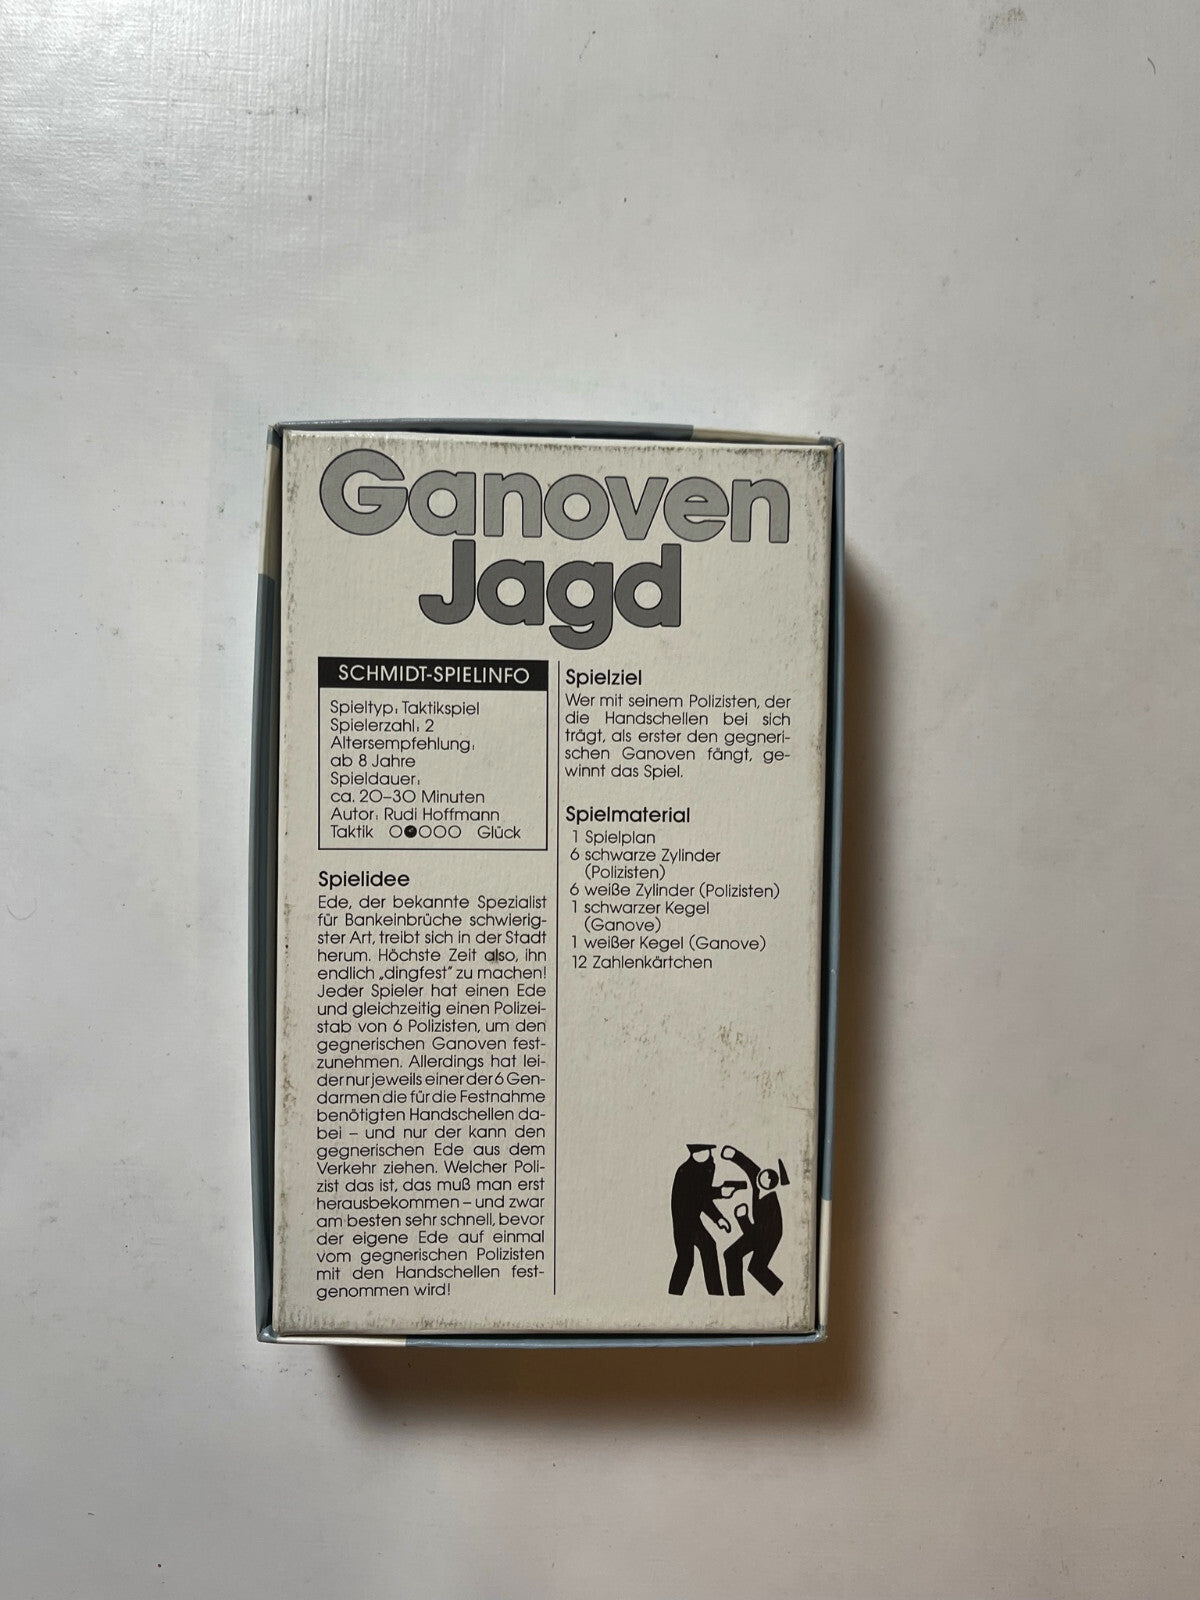 Ganoven
Jagd
SCHMIDT-SPIELINFO
Spieltyp: Taktikspiel
Spielerzahl: 2
Altersempfehlung:
ab 8 Jahre
Spieldauer:
ca. 20–30 Minuten
Autor: Rudi Hoffmann
Taktik O●OOO Glück
Spielidee
Ede, der bekannte Spezialist
für Bankeinbrüche schwierig-
ster Art, treibt sich in der Stadt
herum. Höchste Zeit also, ihn
endlich „dingfest“ zu machen!
Jeder Spieler hat einen Ede
und gleichzeitig einen Polizei-
stab von 6 Polizisten, um den
gegnerischen Ganoven fest-
zunehmen. Allerdings hat lei-
der nur jeweils einer der 6 Gen-
darmen die für die Festnahme
benötigten Handschellen da-
bei – und nur der kann den
gegnerischen Ede aus dem
Verkehr ziehen. Welcher Poli-
zist das ist, das muß man erst
herausbekommen – und zwar
am besten sehr schnell, bevor
der eigene Ede auf einmal
vom gegnerischen Polizisten
mit den Handschellen fest-
genommen wird!
Spielziel
Wer mit seinem Polizisten, der
die Handschellen bei sich
trägt, als erster den gegneri-
schen Ganoven fängt, ge-
winnt das Spiel.
Spielmaterial
1 Spielplan
6 schwarze Zylinder
(Polizisten)
6 weiße Zylinder (Polizisten)
1 schwarzer Kegel
(Ganove)
1 weißer Kegel (Ganove)
12 Zahlenkärtchen